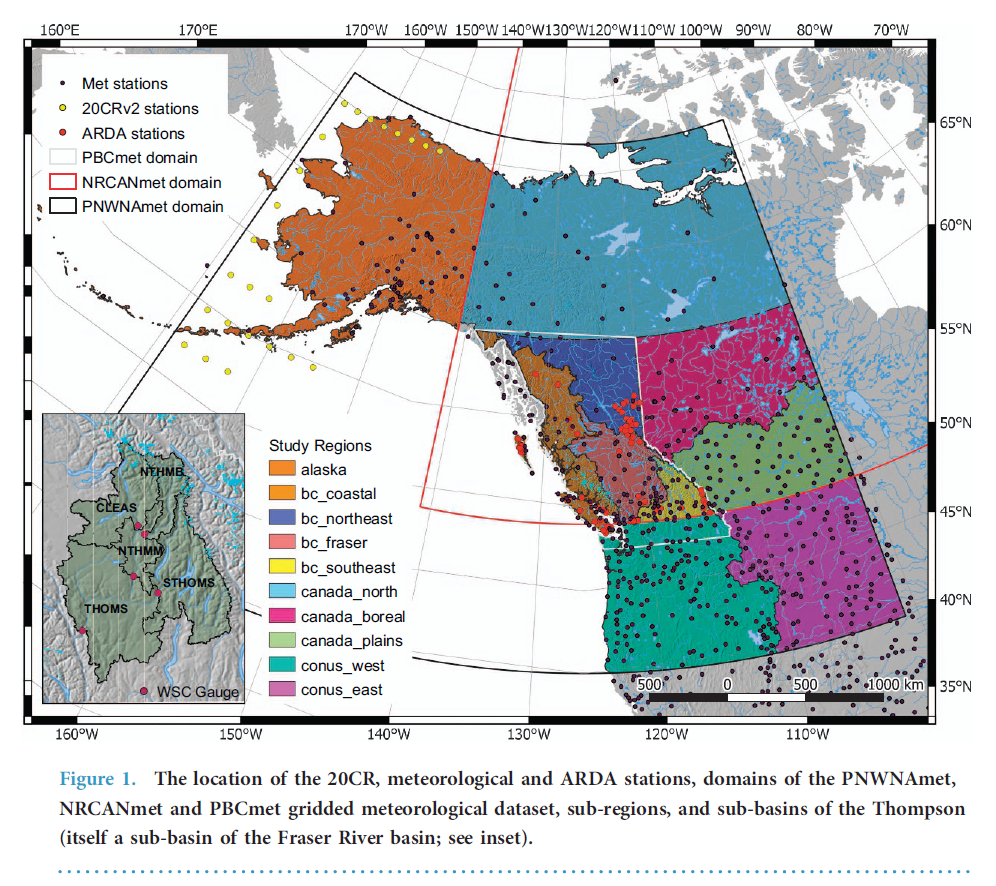 160°E 170°E 170°W 160°W 150°W 140°W 130°W 120°W 110°W 100°W 90°W 80°W 70°W
Met stations
20CRv2 stations
ARDA stations
PBCmet domain
NRCANmet domain
PNWNAmet domain
65°N
60°N
55°N
50°N
45°N
40°N
35°N
NTHMB
CLEAS
NTHMM
STHOMS
THOMS
WSC Gauge
Study Regions
alaska
bc_coastal
bc_northeast
bc_fraser
bc_southeast
canada_north
canada_boreal
canada_plains
conus_west
conus_east
500 0 500 1000 km
160°W 150°W 140°W 130°W 120°W 110°W
Figure 1. The location of the 20CR, meteorological and ARDA stations, domains of the PNWNAmet,
NRCANmet and PBCmet gridded meteorological dataset, sub-regions, and sub-basins of the Thompson
(itself a sub-basin of the Fraser River basin; see inset).